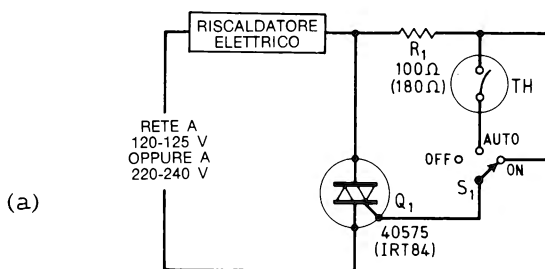 RISCALDATORE
ELETTRICO
R1
100Ω
(180Ω)
TH
RETE A
120-125 V
OPPURE A
220-240 V
AUTO
OFF
ON
S1
(a)
Q1
40575
(IRT84)